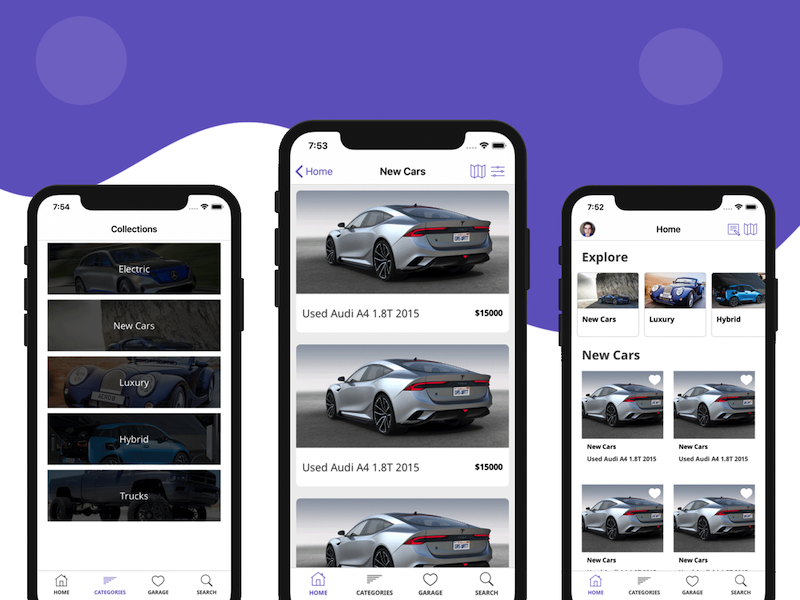 7:54
Collections
Electric
New Cars
Luxury
Hybrid
Trucks
HOME
CATEGORIES
GARAGE
SEARCH
7:53
Home
New Cars
Used Audi A4 1.8T 2015
$15000
Used Audi A4 1.8T 2015
$15000
HOME
CATEGORIES
GARAGE
SEARCH
7:52
Home
Explore
New Cars
Luxury
Hybrid
New Cars
New Cars
Used Audi A4 1.8T 2015
New Cars
Used Audi A4 1.8T 2015
New Cars
New Cars
HOME
CATEGORIES
GARAGE
SEARCH